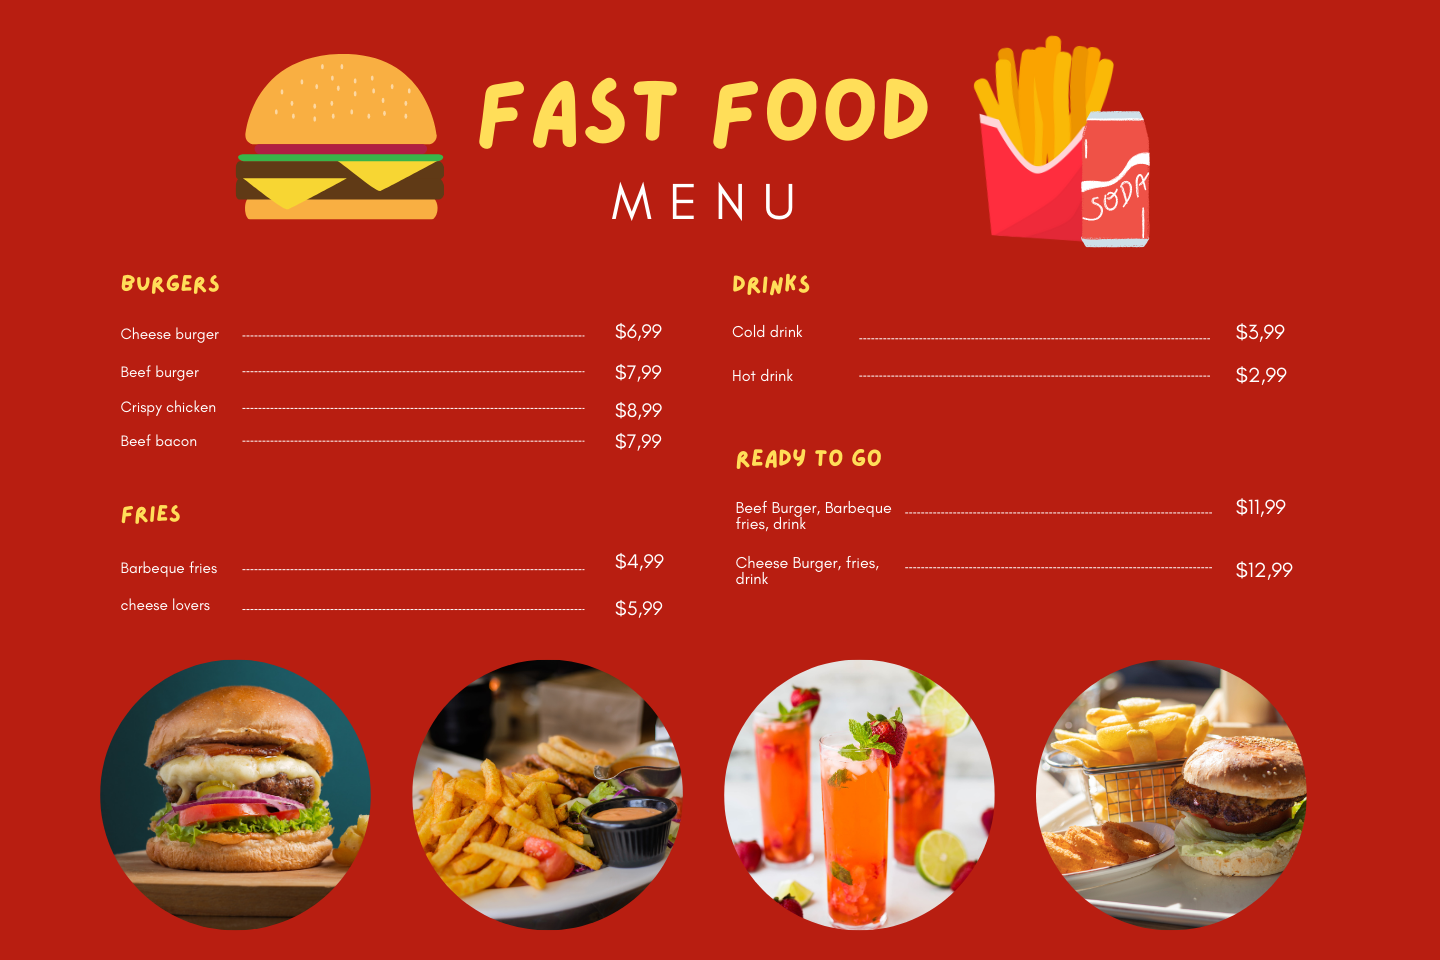 FAST FOOD
MENU
SODA
BURGERS
Cheese burger $6,99
Beef burger $7,99
Crispy chicken $8,99
Beef bacon $7,99
FRIES
Barbeque fries $4,99
cheese lovers $5,99
DRINKS
Cold drink $3,99
Hot drink $2,99
READY TO GO
Beef Burger, Barbeque $11,99
fries, drink
Cheese Burger, fries, $12,99
drink